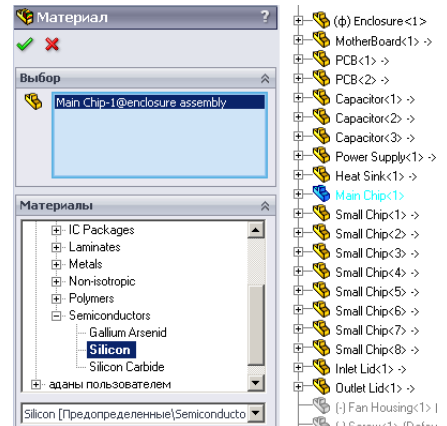 Материал ?
Выбор
Main Chip-1@enclosure assembly
Материалы
IC Packages
Laminates
Metals
Non-isotropic
Polymers
Semiconductors
Gallium Arsenid
Silicon
Silicon Carbide
аданы пользователем
Silicon [Предопределенные\Semiconducto
(ф) Enclosure<1>
MotherBoard<1> ->
PCB<1> ->
PCB<2> ->
Capacitor<1> ->
Capacitor<2> ->
Capacitor<3> ->
Power Supply<1> ->
Heat Sink<1> ->
Main Chip<1>
Small Chip<1> ->
Small Chip<2> ->
Small Chip<3> ->
Small Chip<4> ->
Small Chip<5> ->
Small Chip<6> ->
Small Chip<7> ->
Small Chip<8> ->
Inlet Lid<1> ->
Outlet Lid<1> ->
(-) Fan Housing<1> (
(-) Screw<1> (Defau